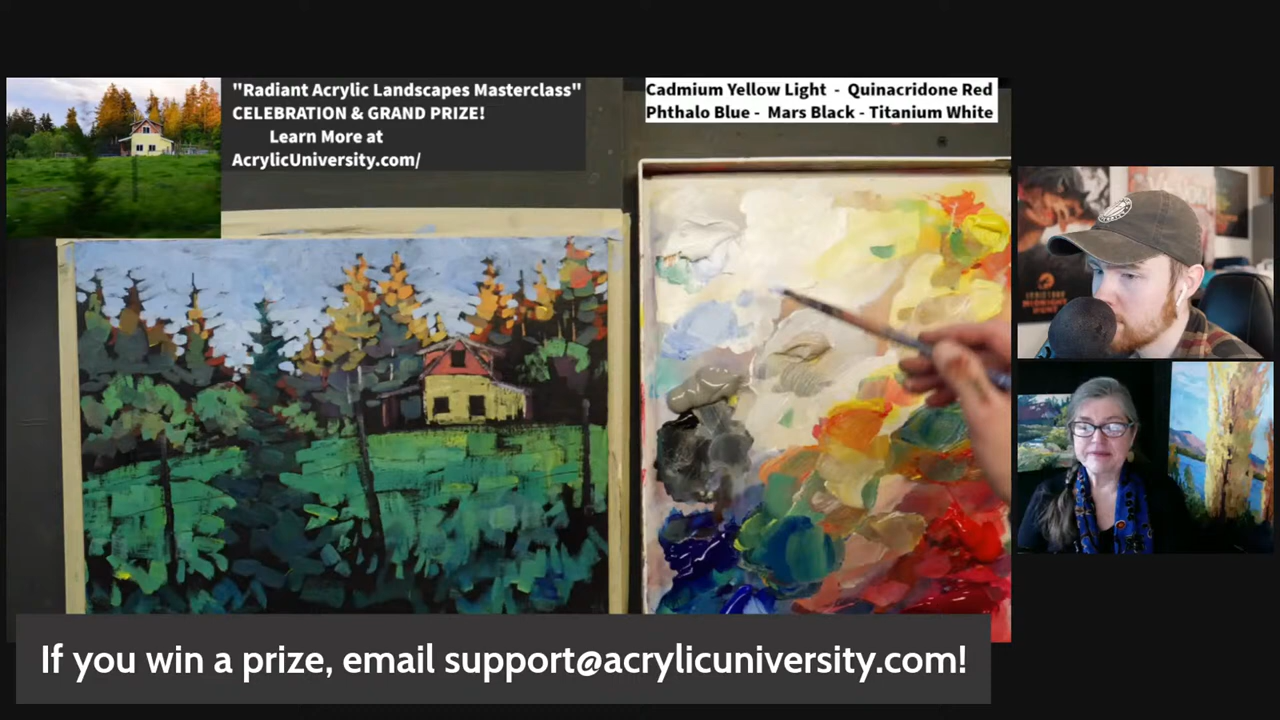 "Radiant Acrylic Landscapes Masterclass"
CELEBRATION & GRAND PRIZE!
Learn More at
AcrylicUniversity.com/
Cadmium Yellow Light - Quinacridone Red
Phthalo Blue - Mars Black - Titanium White
If you win a prize, email support@acrylicuniversity.com!